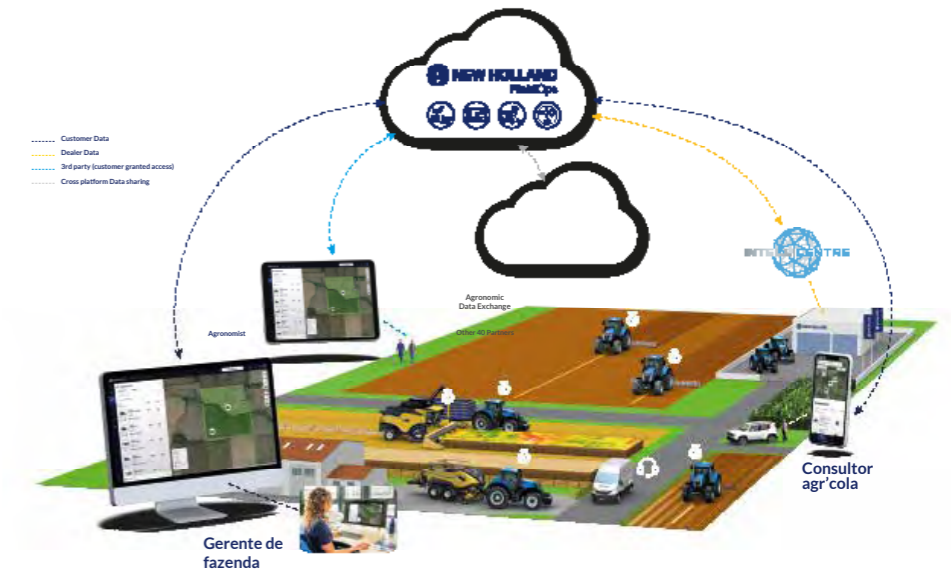 NEW HOLLAND
FieldOps
Customer Data
Dealer Data
3rd party (customer granted access)
Cross platform Data sharing
Agronomic
Data Exchange
Other 40 Partners
Agronomist
Consultor
agr’cola
Gerente de
fazenda